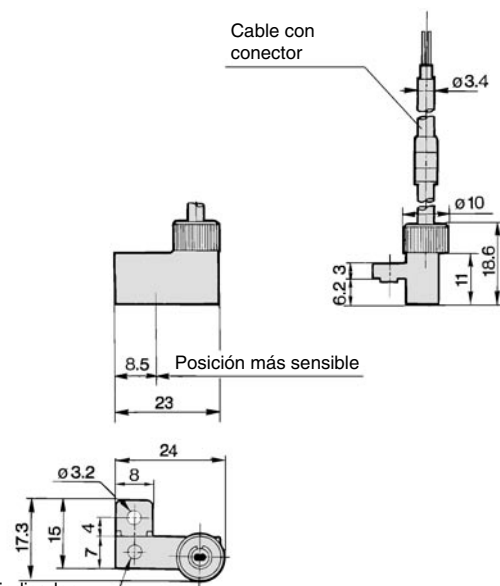 Cable con
conector
ø3.4
ø10
18.6
11
3
6.2
8.5
Posición más sensible
23
24
ø3.2
8
17.3
15
4
7